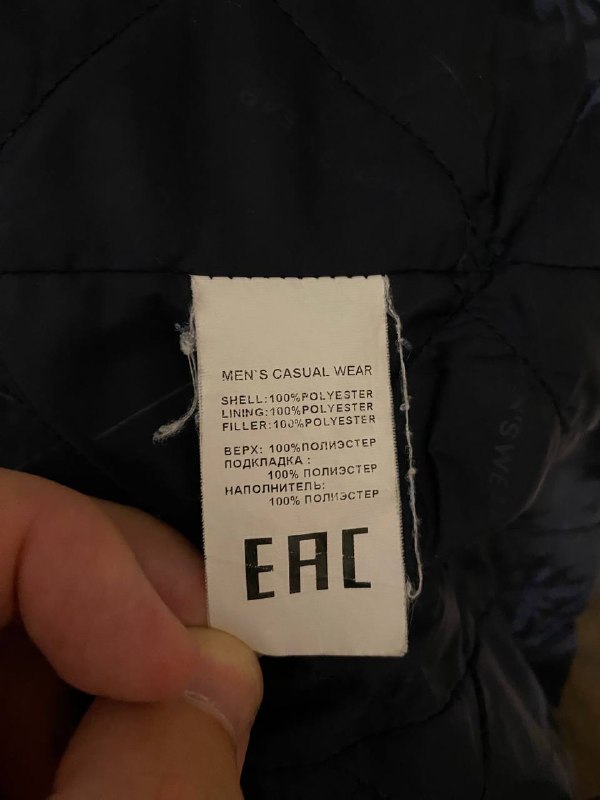 MEN`S CASUAL WEAR
SHELL:100%POLYESTER
LINING:100%POLYESTER
FILLER:100%POLYESTER
ВЕРХ: 100%ПОЛИЭСТЕР
ПОДКЛАДКА :
100% ПОЛИЭСТЕР
НАПОЛНИТЕЛЬ:
100% ПОЛИЭСТЕР
EAC